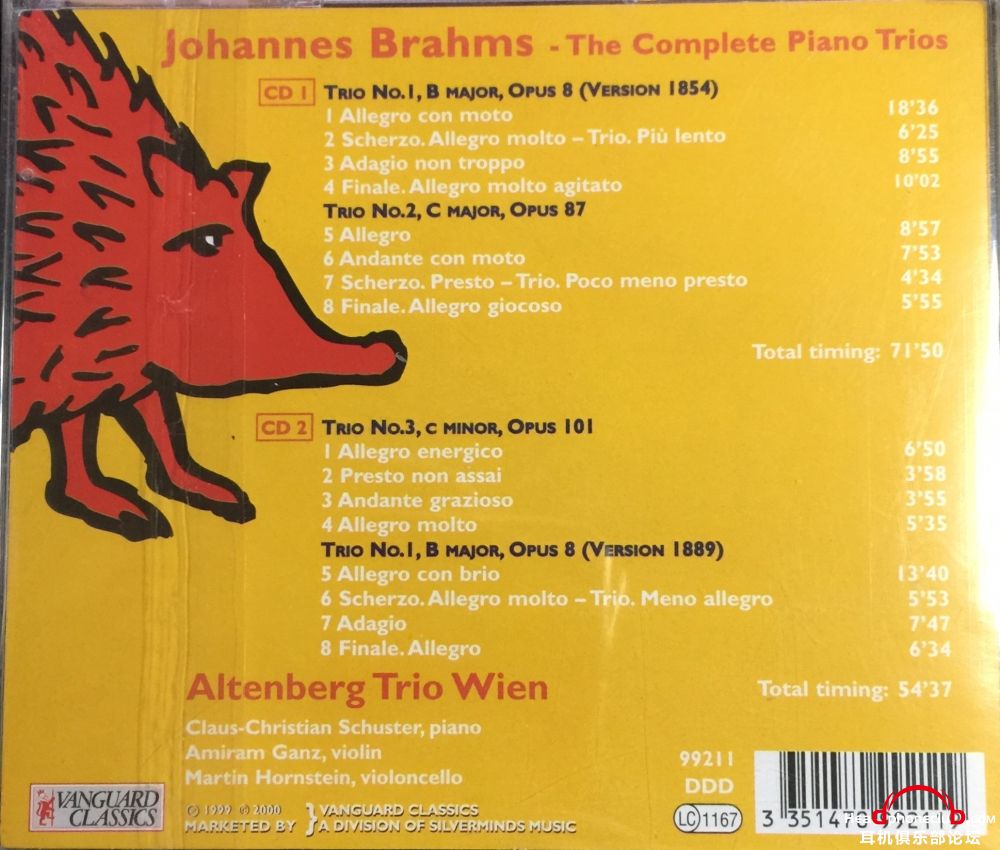 Johannes Brahms - The Complete Piano Trios
CD 1 Trio No.1, B major, Opus 8 (Version 1854)
1 Allegro con moto 18'36
2 Scherzo. Allegro molto – Trio. Più lento 6'25
3 Adagio non troppo 8'55
4 Finale. Allegro molto agitato 10'02
Trio No.2, C major, Opus 87
5 Allegro 8'57
6 Andante con moto 7'53
7 Scherzo. Presto – Trio. Poco meno presto 4'34
8 Finale. Allegro giocoso 5'55
Total timing: 71'50
CD 2 Trio No.3, c minor, Opus 101
1 Allegro energico 6'50
2 Presto non assai 3'58
3 Andante grazioso 3'55
4 Allegro molto 5'35
Trio No.1, B major, Opus 8 (Version 1889)
5 Allegro con brio 13'40
6 Scherzo. Allegro molto – Trio. Meno allegro 5'53
7 Adagio 7'47
8 Finale. Allegro 6'34
Altenberg Trio Wien
Total timing: 54'37
Claus-Christian Schuster, piano
Amiram Ganz, violin
Martin Hornstein, violoncello
99211
DDD
LC 1167
VANGUARD CLASSICS
℗ 1999 © 2000 } VANGUARD CLASSICS
MARKETED BY A DIVISION OF SILVERMINDS MUSIC
耳机俱乐部论坛